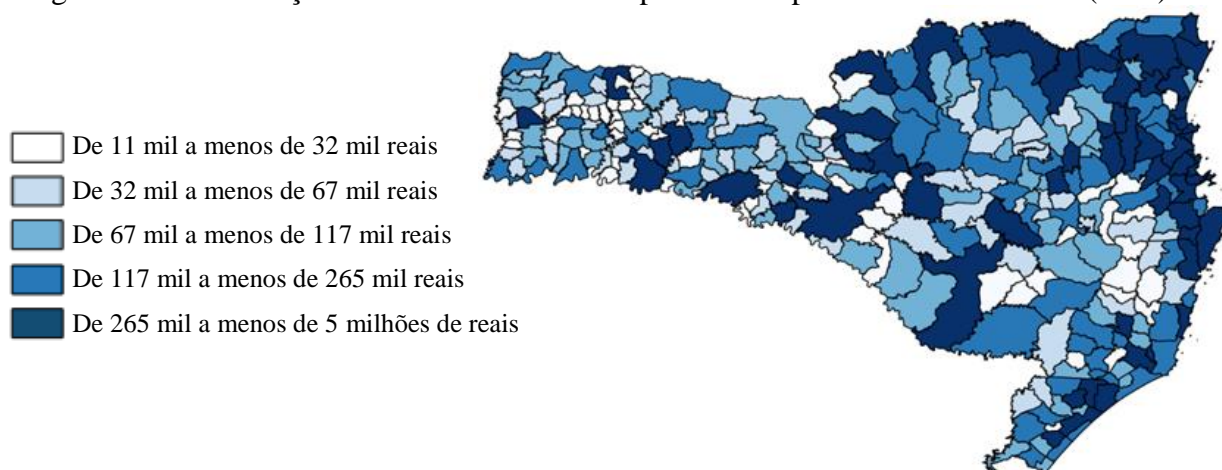 De 11 mil a menos de 32 mil reais
De 32 mil a menos de 67 mil reais
De 67 mil a menos de 117 mil reais
De 117 mil a menos de 265 mil reais
De 265 mil a menos de 5 milhões de reais